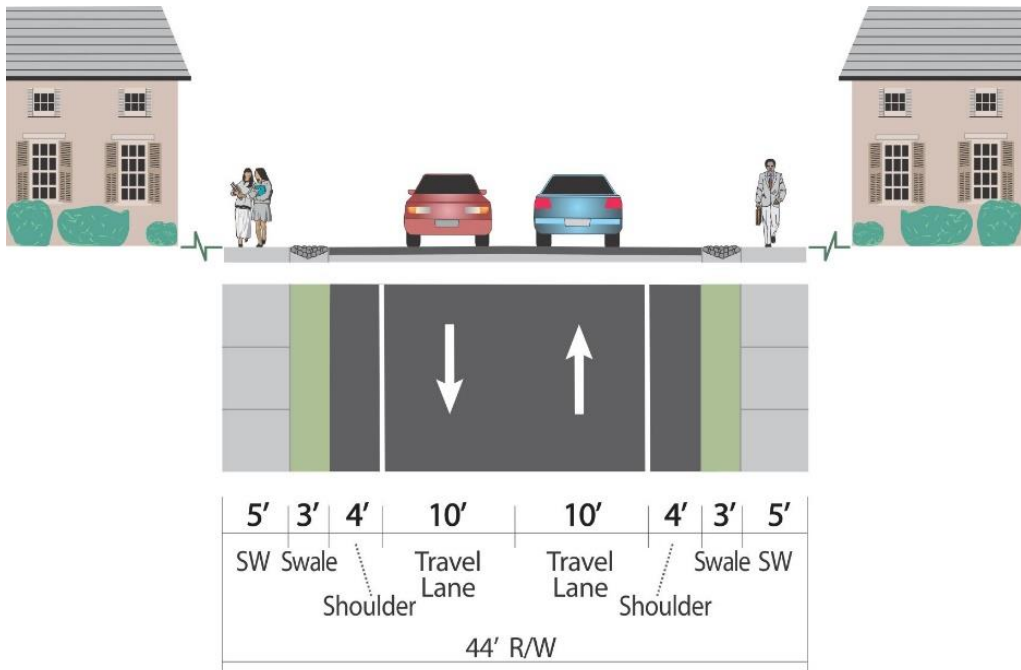 5’ 3’ 4’ 10’ 10’ 4’ 3’ 5’
SW Swale Travel Lane Travel Lane Swale SW
Shoulder Shoulder
44’ R/W